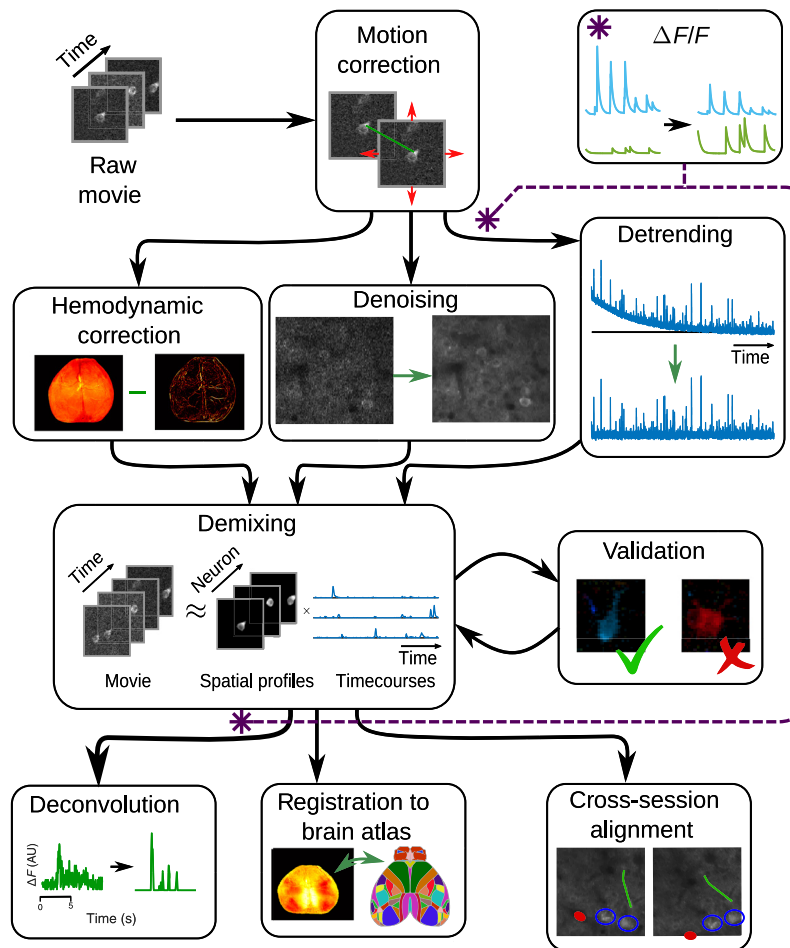 Time
Raw
movie
Motion
correction
ΔF/F
Hemodynamic
correction
Denoising
Detrending
Time
Demixing
Time
Neuron
≈
×
Time
Movie
Spatial profiles
Timecourses
Validation
Deconvolution
ΔF (AU)
0
5
Time (s)
Registration to
brain atlas
Cross-session
alignment